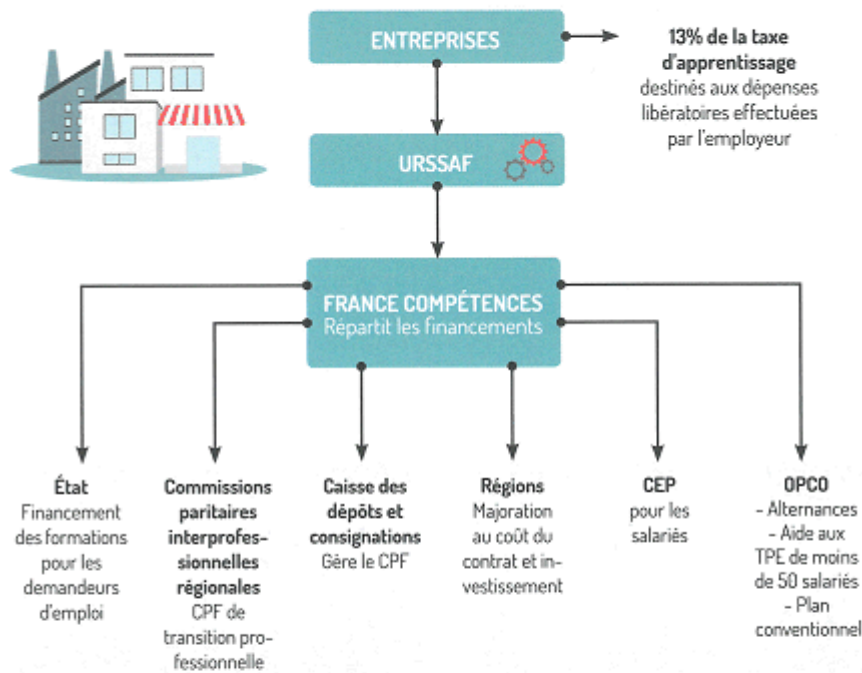 ENTREPRISES
13% de la taxe
d'apprentissage
destinés aux dépenses
libératoires effectuées
par l'employeur
URSSAF
FRANCE COMPÉTENCES
Répartit les financements
État
Financement
des formations
pour les
demandeurs
d'emploi
Commissions
paritaires
interprofes-
sionnelles
régionales
CPF de
transition pro-
fessionnelle
Caisse des
dépôts et
consignations
Gère le CPF
Régions
Majoration
au coût du
contrat et in-
vestissement
CEP
pour les
salariés
OPCO
- Alternances
- Aide aux
TPE de moins
de 50 salariés
- Plan
conventionnel